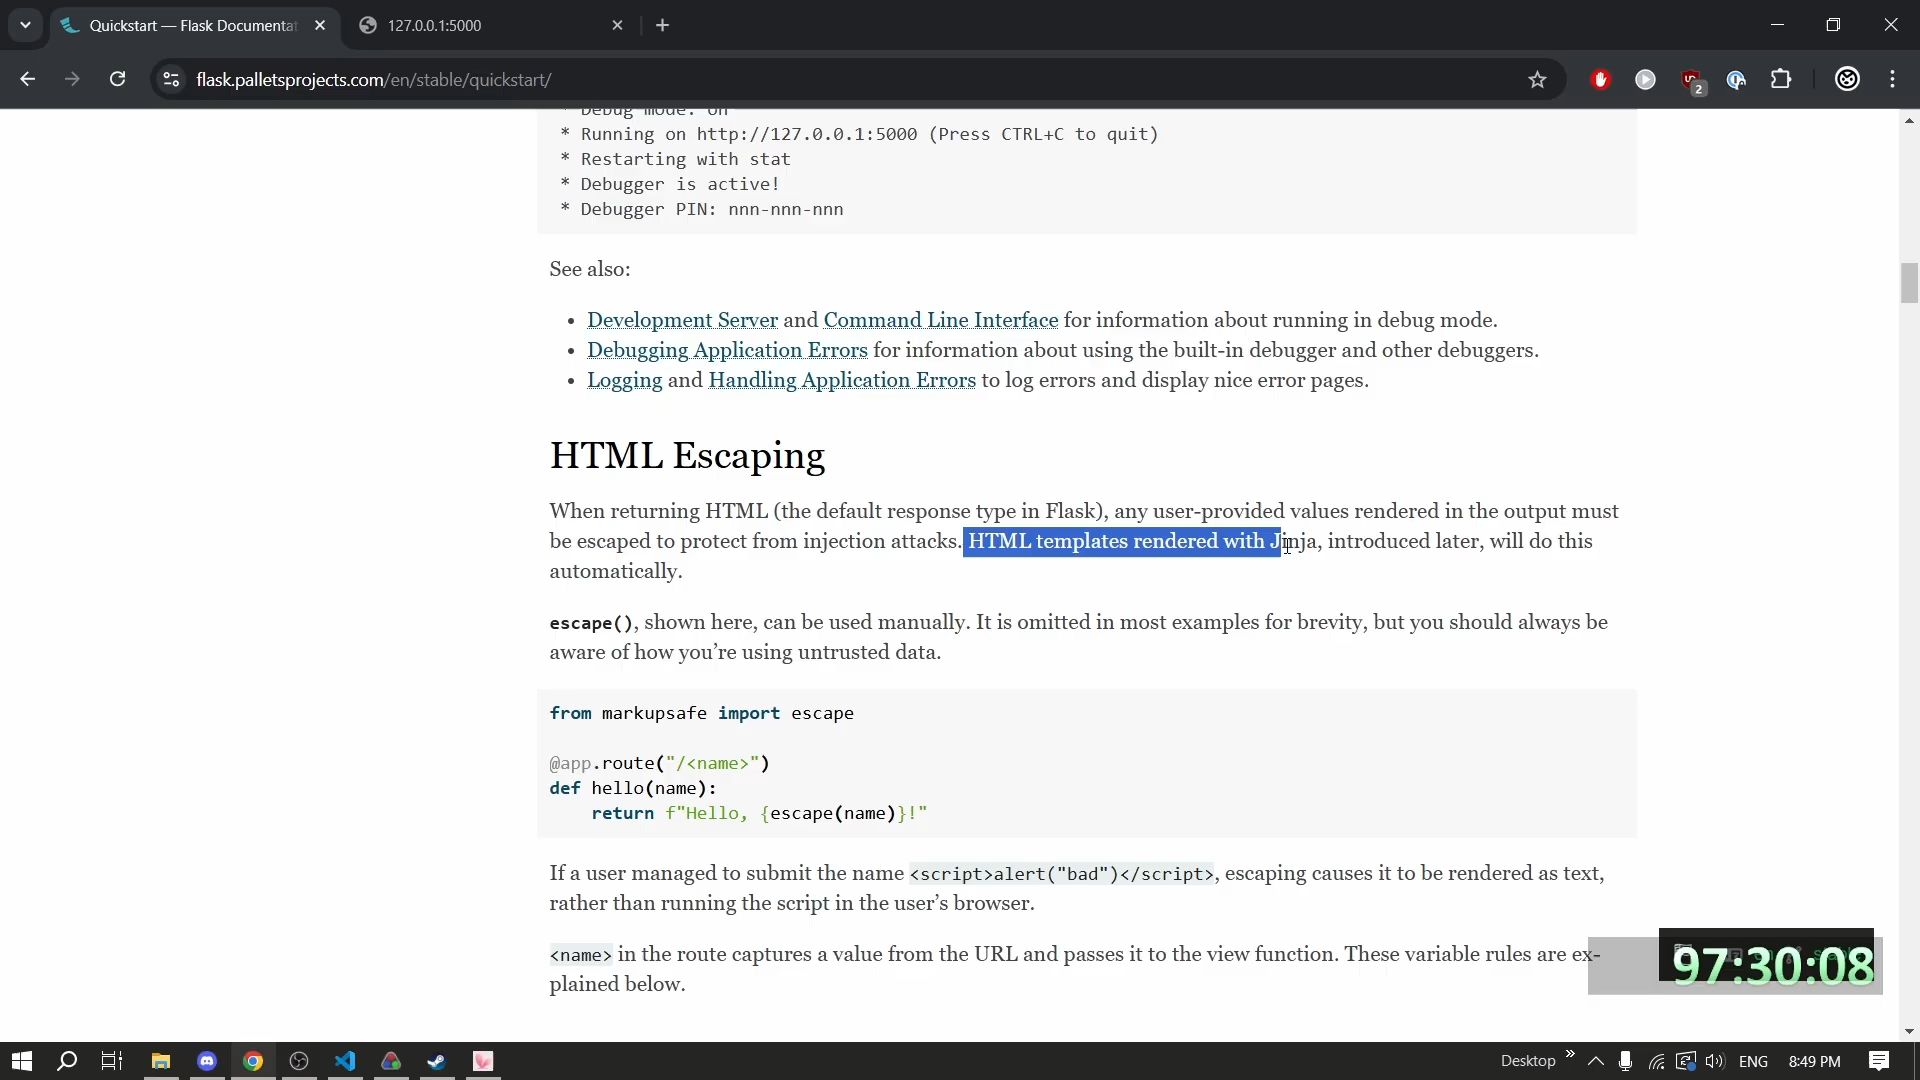 Quickstart — Flask Documentat
127.0.0.1:5000
flask.palletsprojects.com/en/stable/quickstart/
2
* Debug mode: on
* Running on http://127.0.0.1:5000 (Press CTRL+C to quit)
* Restarting with stat
* Debugger is active!
* Debugger PIN: nnn-nnn-nnn
See also:
• Development Server and Command Line Interface for information about running in debug mode.
• Debugging Application Errors for information about using the built-in debugger and other debuggers.
• Logging and Handling Application Errors to log errors and display nice error pages.
HTML Escaping
When returning HTML (the default response type in Flask), any user-provided values rendered in the output must
be escaped to protect from injection attacks. HTML templates rendered with Jinja, introduced later, will do this
automatically.
escape(), shown here, can be used manually. It is omitted in most examples for brevity, but you should always be
aware of how you’re using untrusted data.
from markupsafe import escape
@app.route("/<name>")
def hello(name):
return f"Hello, {escape(name)}!"
If a user managed to submit the name <script>alert("bad")</script>, escaping causes it to be rendered as text,
rather than running the script in the user’s browser.
<name> in the route captures a value from the URL and passes it to the view function. These variable rules are ex-
plained below.
97:30:08
Desktop
ENG
8:49 PM